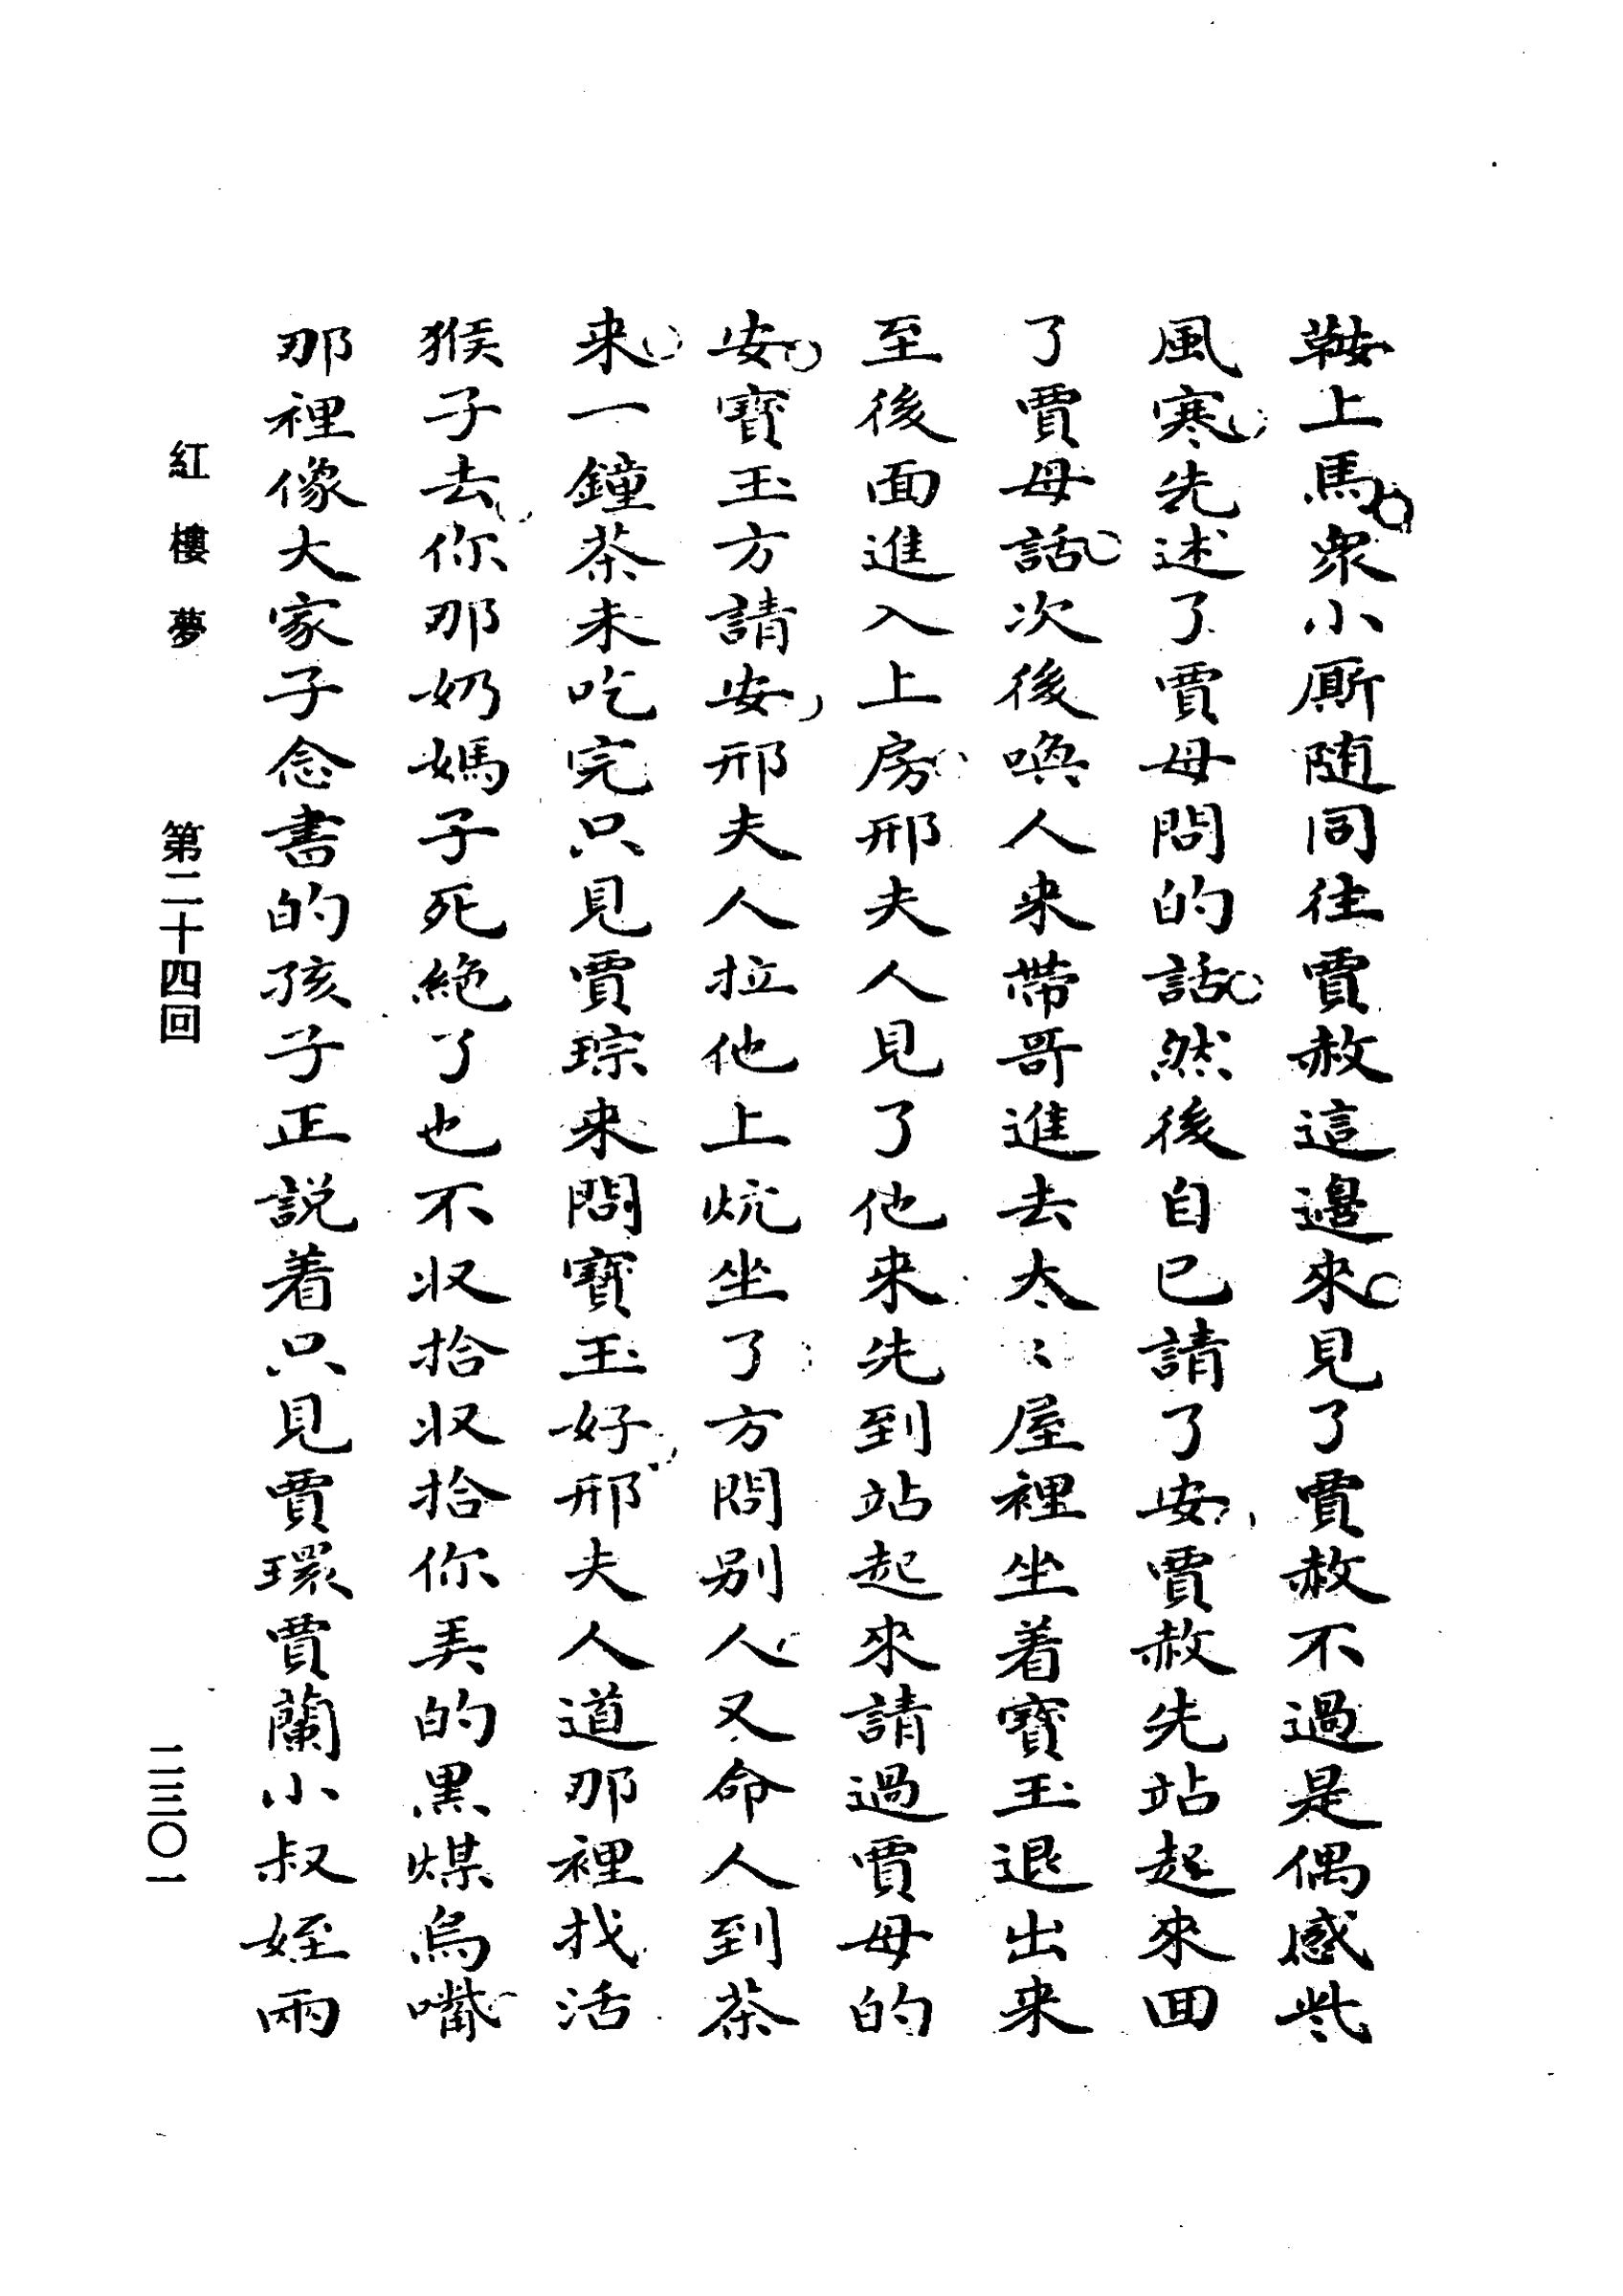 鞍上馬衆小厮随同往賈赦這邊來見了賈赦不過是偶感些
風寒先述了賈母問的話然後自已請了安賈赦先站起來回
了賈母話次後喚人来帶哥進去太〻屋裡坐着寳玉退出来
至後面進入上房邢夫人見了他来先到站起來請過賈母的
安寳玉方請安邢夫人拉他上炕坐了方問别人又命人到茶
来一鐘茶未吃完只見賈琮来問寳玉好邢夫人道那裡找活
猴子去你那奶媽子死絶了也不收拾收拾你弄的黑煤烏嘴
那裡像大家子念書的孩子正説着只見賈環賈蘭小叔姪兩
紅樓夢 第二十四回 一三〇一